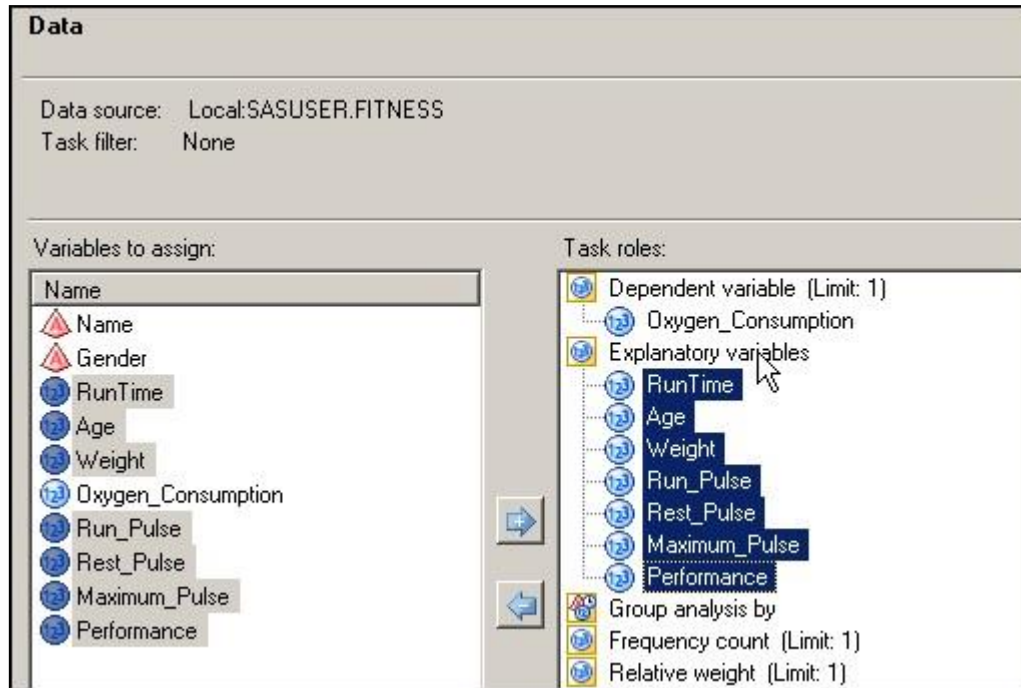 Data
Data source: Local:SASUSER.FITNESS
Task filter: None
Variables to assign:
Name
Name
Gender
RunTime
Age
Weight
Oxygen_Consumption
Run_Pulse
Rest_Pulse
Maximum_Pulse
Performance
Task roles:
Dependent variable (Limit: 1)
Oxygen_Consumption
Explanatory variables
RunTime
Age
Weight
Run_Pulse
Rest_Pulse
Maximum_Pulse
Performance
Group analysis by
Frequency count (Limit: 1)
Relative weight (Limit: 1)